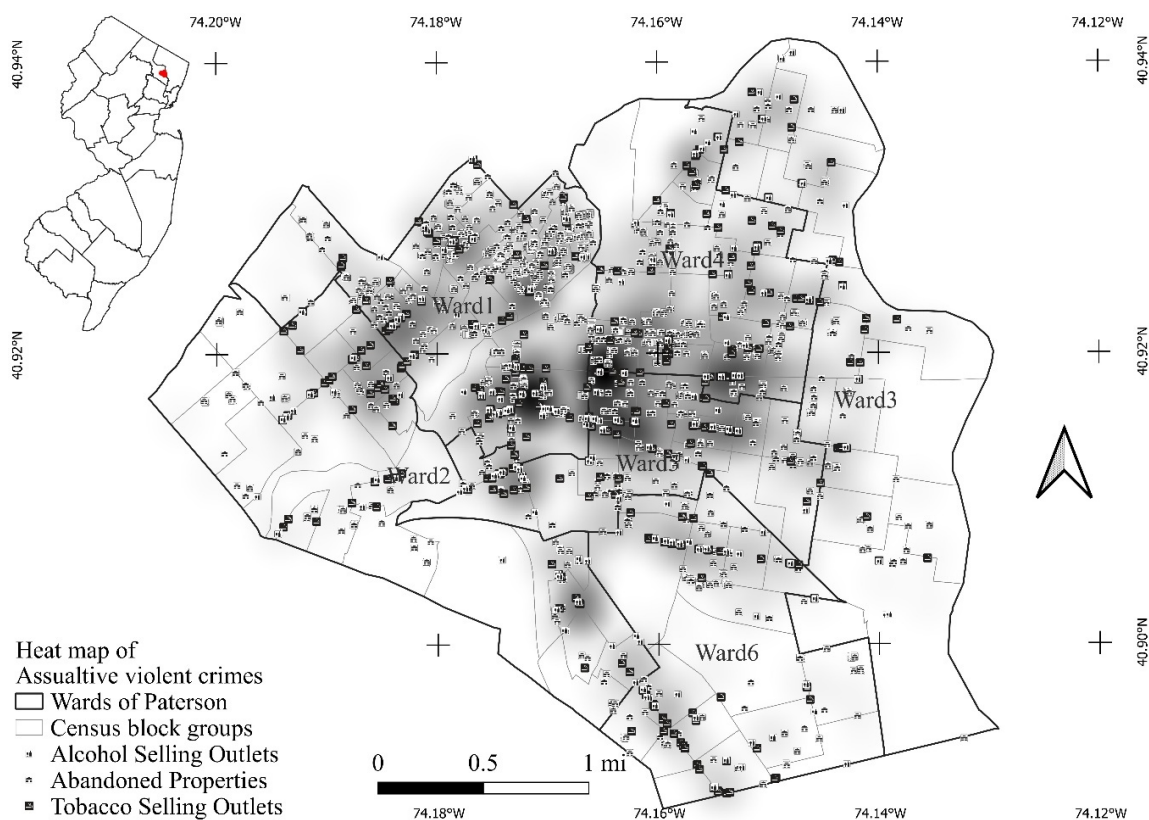 74.20°W 74.18°W 74.16°W 74.14°W 74.12°W
40.94°N 40.94°N
Ward4
Ward1
40.92°N 40.92°N
Ward3
Ward5
Ward2
40.90°N
Ward6
Heat map of
Assualtive violent crimes
Wards of Paterson
Census block groups
Alcohol Selling Outlets
Abandoned Properties
Tobacco Selling Outlets
0 0.5 1 mi
74.18°W 74.16°W 74.14°W 74.12°W